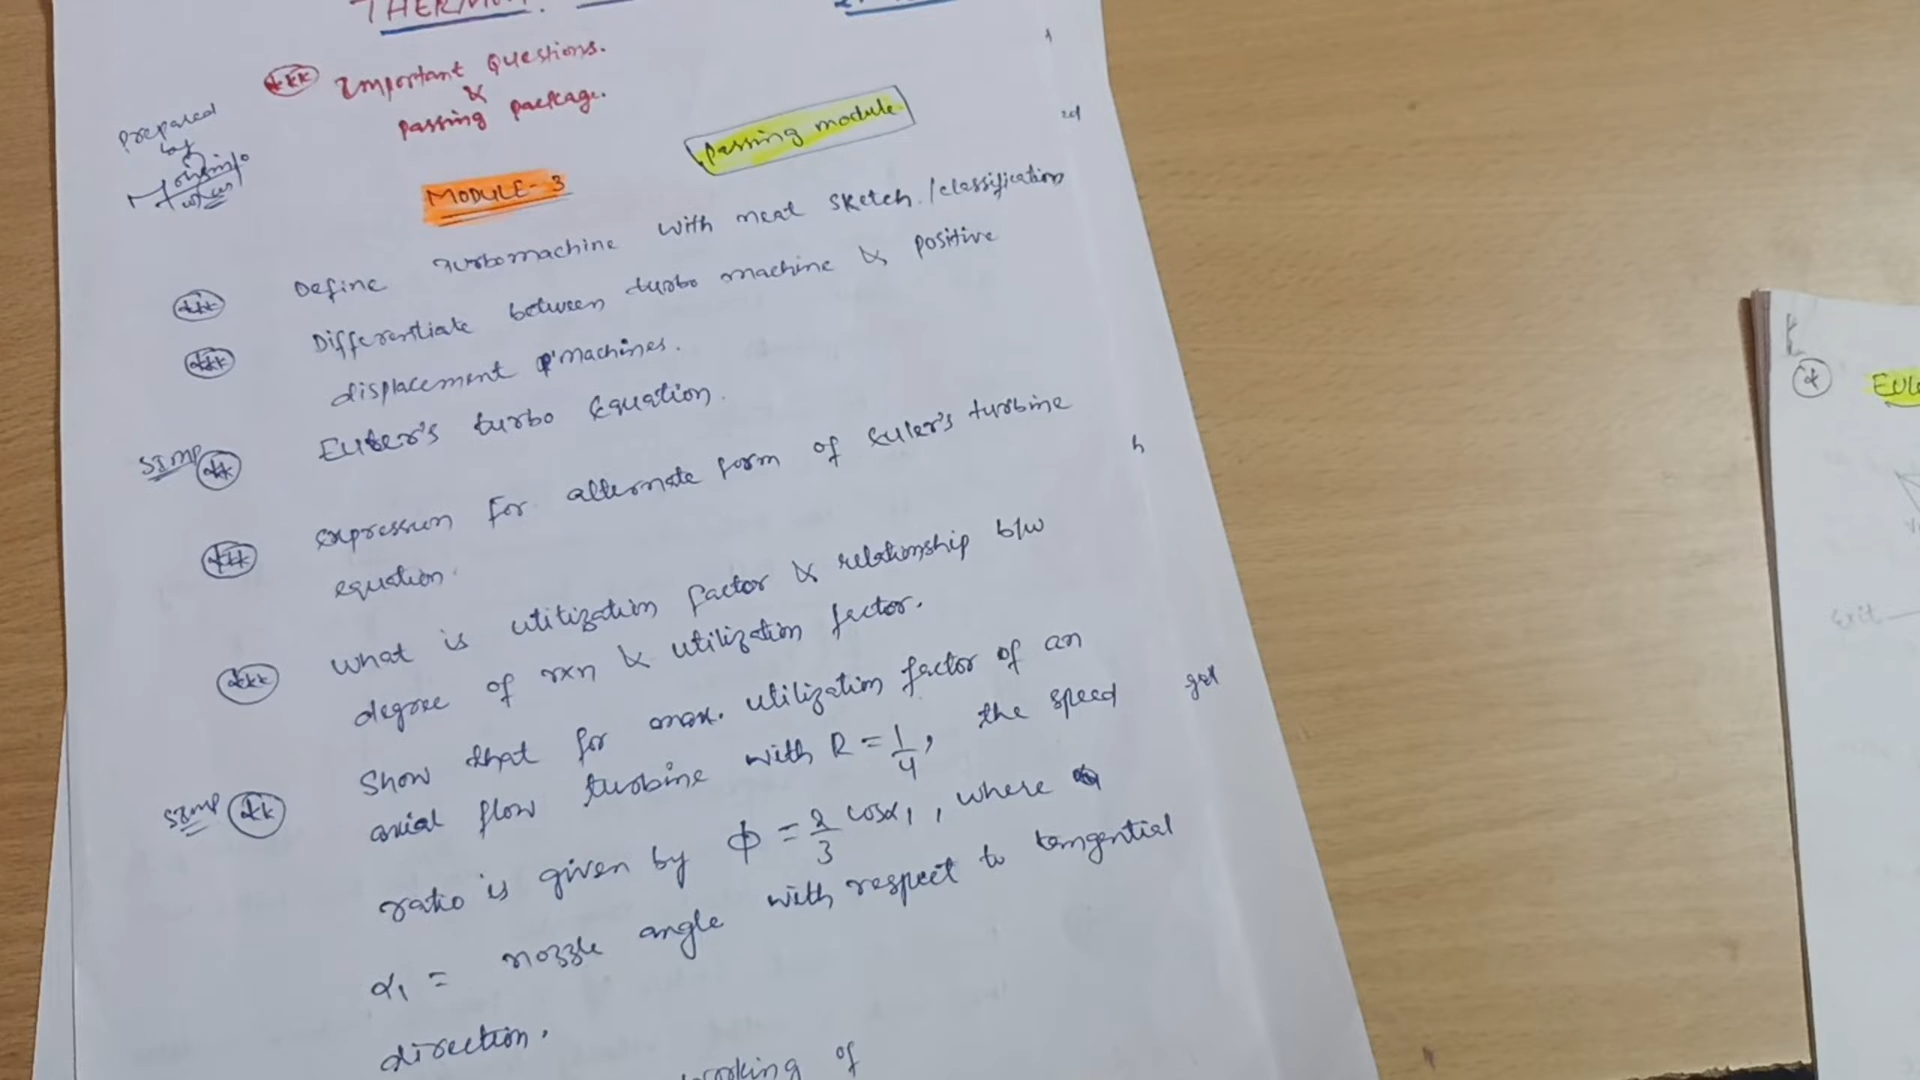 *** Important Questions.
&
passing package.
prepared
by
passing module
MODULE-3
*** Define turbomachine with neat sketch./classification
*** Differentiate between turbo machine & positive
displacement machines.
SIMP ** Euler's turbo Equation.
*** expression for alternate form of Euler's turbine
equation.
*** what is utilization factor & relationship b/w
degree of rxn & utilization factor.
SIMP ** Show that for max. utilization factor of an
axial flow turbine with R = 1/4, the speed
ratio is given by ϕ = 2/3 cosα1, where
α1 = nozzle angle with respect to tangential
direction.
working of
Exit